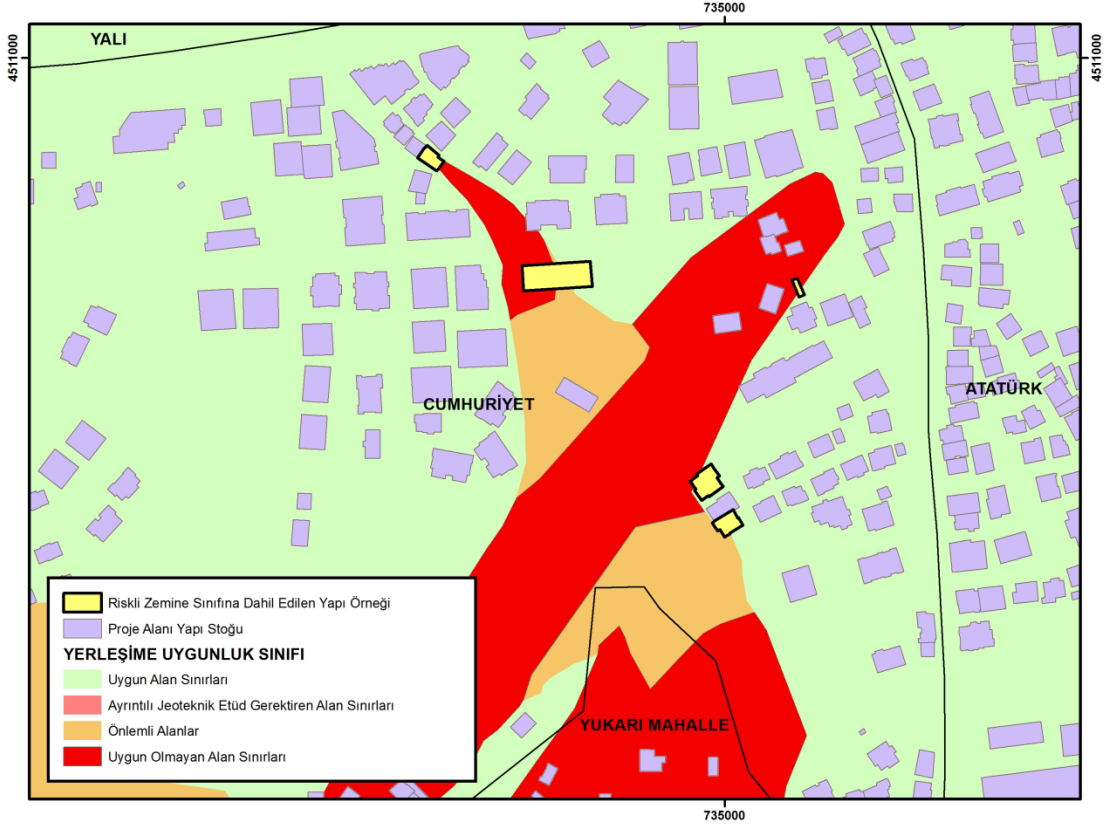 735000
4511000
4511000
YALI
CUMHURİYET
ATATÜRK
YUKARI MAHALLE
Riskli Zemine Sınıfına Dahil Edilen Yapı Örneği
Proje Alanı Yapı Stoğu
YERLEŞİME UYGUNLUK SINIFI
Uygun Alan Sınırları
Ayrıntılı Jeoteknik Etüd Gerektiren Alan Sınırları
Önlemli Alanlar
Uygun Olmayan Alan Sınırları
735000